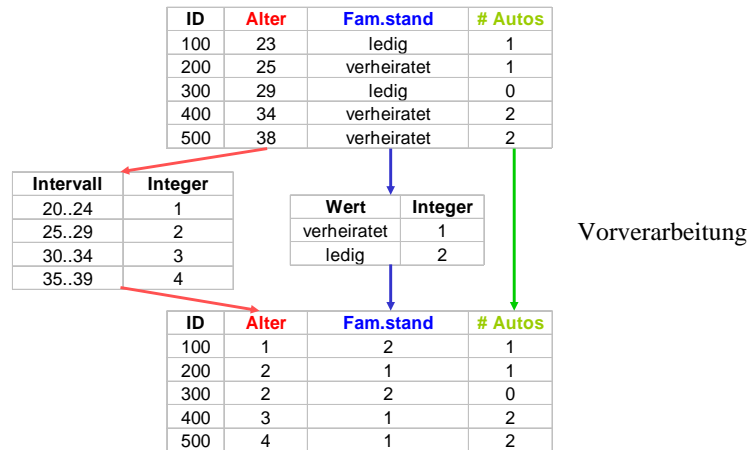 ID Alter Fam.stand # Autos
100 23 ledig 1
200 25 verheiratet 1
300 29 ledig 0
400 34 verheiratet 2
500 38 verheiratet 2
Intervall Integer
20..24 1
25..29 2
30..34 3
35..39 4
Wert Integer
verheiratet 1
ledig 2
Vorverarbeitung
ID Alter Fam.stand # Autos
100 1 2 1
200 2 1 1
300 2 2 0
400 3 1 2
500 4 1 2